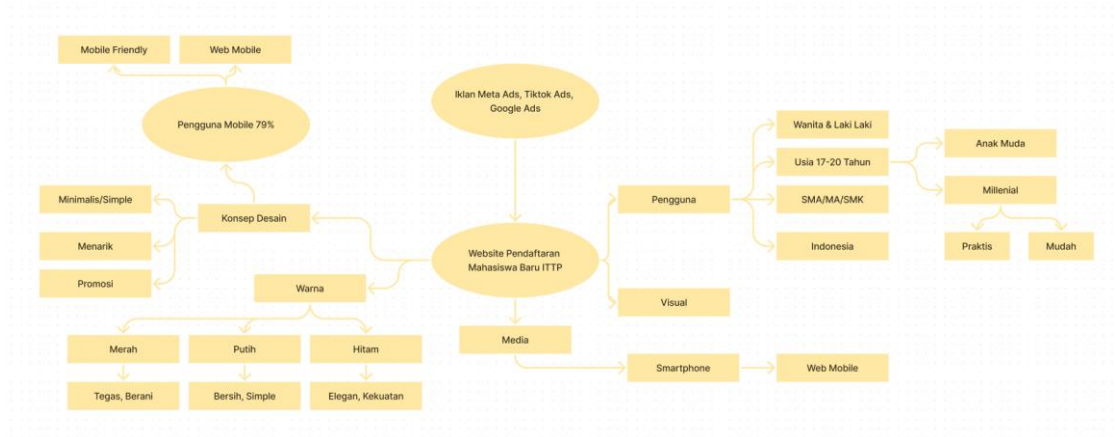 Mobile Friendly
Web Mobile
Pengguna Mobile 79%
Iklan Meta Ads, Tiktok Ads,
Google Ads
Wanita & Laki Laki
Usia 17-20 Tahun
Anak Muda
Millenial
Pengguna
SMA/MA/SMK
Indonesia
Praktis
Mudah
Minimalis/Simple
Konsep Desain
Menarik
Promosi
Website Pendaftaran
Mahasiswa Baru ITTP
Warna
Visual
Merah
Putih
Hitam
Media
Tegas, Berani
Bersih, Simple
Elegan, Kekuatan
Smartphone
Web Mobile